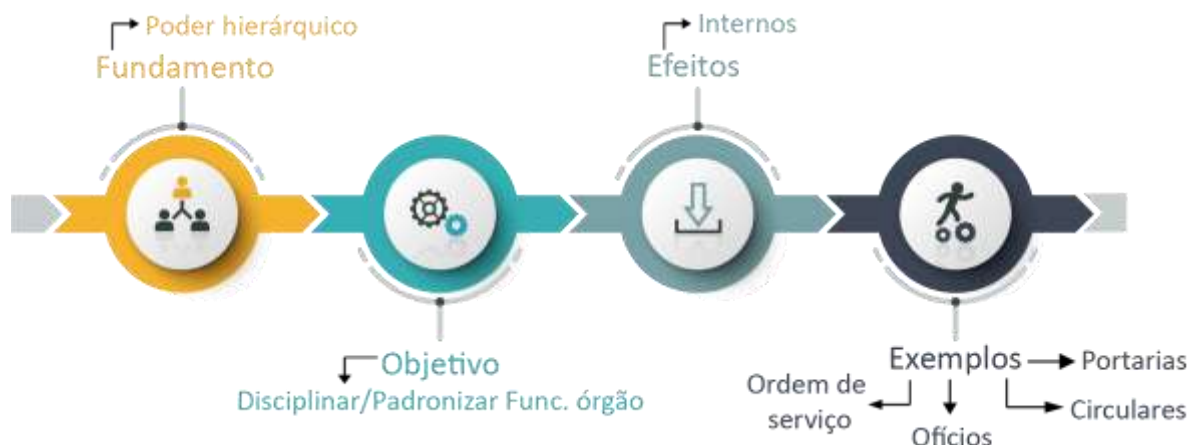 Poder hierárquico
Fundamento
Internos
Efeitos
Objetivo
Disciplinar/Padronizar Func. órgão
Exemplos
Portarias
Ordem de
serviço
Circulares
Ofícios